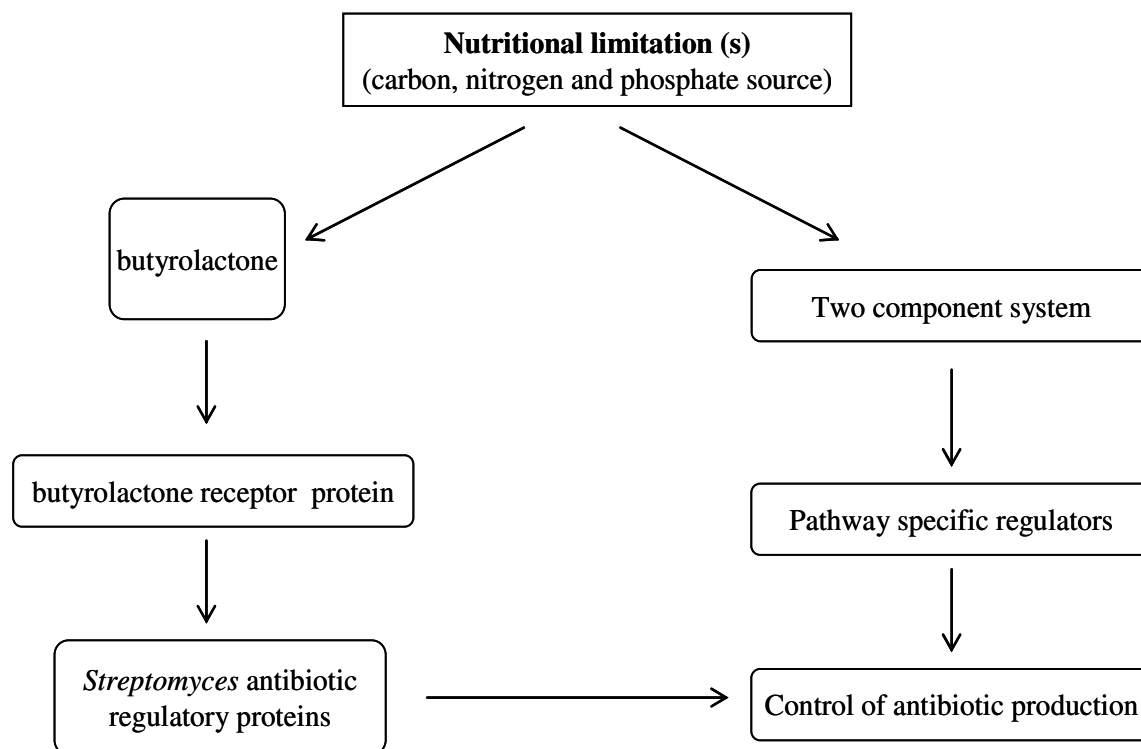 Nutritional limitation (s)
(carbon, nitrogen and phosphate source)
butyrolactone
Two component system
butyrolactone receptor protein
Pathway specific regulators
Streptomyces antibiotic
regulatory proteins
Control of antibiotic production